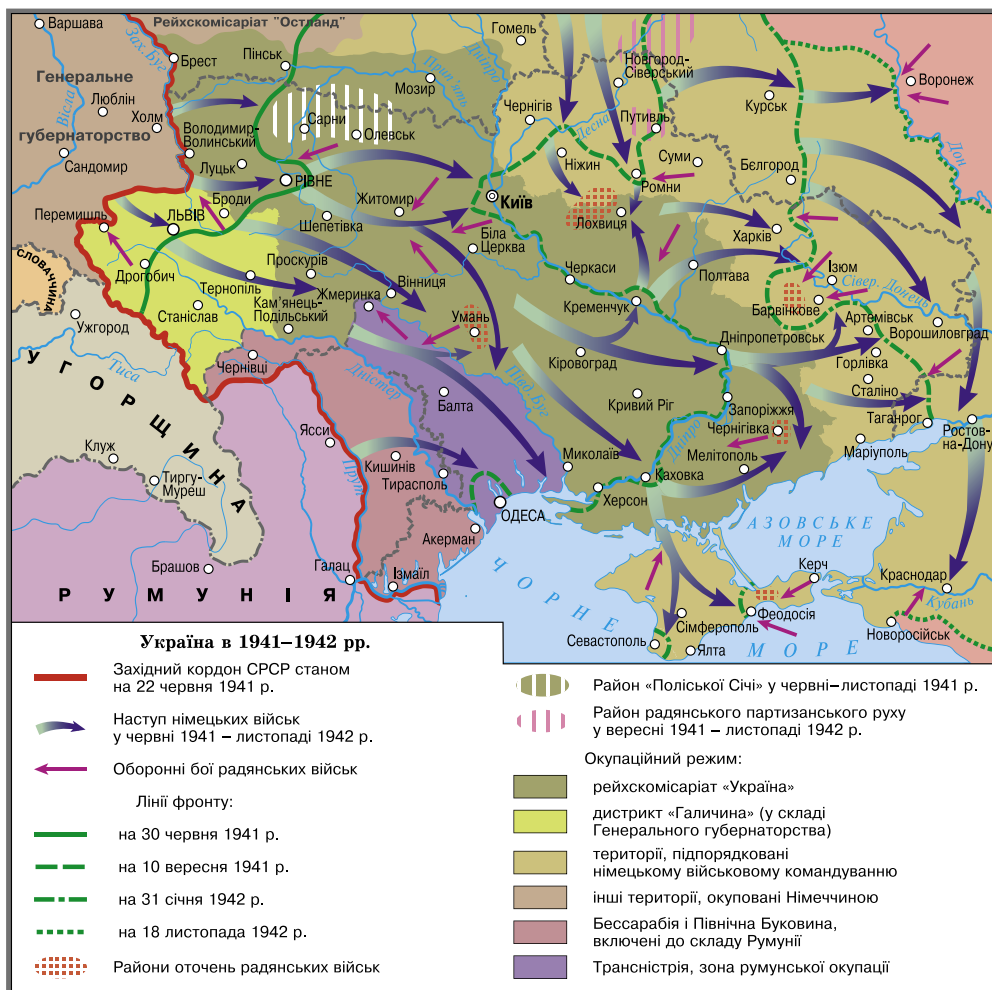 Варшава
Рейхскомісаріат "Остланд"
Гомель
Зах. Буг
Брест
Пінськ
Дніпро
Прип'ять
Новгород-
Сіверський
Воронеж
Генеральне
Вісла
Люблін
Холм
губернаторство
Мозир
Чернігів
Курськ
Десна
Путивль
Дон
Володимир-
Волинський
Сарни
Олевськ
Сандомир
Луцьк
РІВНЕ
Ніжин
Суми
Ромни
Бєлгород
Перемишль
ЛЬВІВ
Броди
Шепетівка
Житомир
Київ
Лохвиця
Харків
Біла
Церква
СЛОВАЧЧИНА
Дрогобич
Тернопіль
Проскурів
Вінниця
Черкаси
Полтава
Ізюм
Сівер. Донець
Ужгород
Станіслав
Кам'янець-
Подільський
Жмеринка
Умань
Кременчук
Барвінкове
Артемівськ
Ворошиловград
Тиса
Чернівці
Дністер
Півд. Буг
Кіровоград
Дніпропетровськ
Горлівка
Сталіно
УГОРЩИНА
Балта
Кривий Ріг
Запоріжжя
Таганрог
Ростов-
на-Дону
Клуж
Ясси
Прут
Кишинів
Тирасполь
Миколаїв
Дніпро
Чернігівка
Мелітополь
Маріуполь
Тиргу-
Муреш
Каховка
Херсон
ОДЕСА
Акерман
АЗОВСЬКЕ
МОРЕ
Брашов
Галац
Ізмаїл
Керч
Краснодар
Кубань
РУМУНІЯ
ЧОРНЕ
МОРЕ
Сімферополь
Феодосія
Новоросійськ
Севастополь
Ялта
Україна в 1941–1942 рр.
Західний кордон СРСР станом
на 22 червня 1941 р.
Наступ німецьких військ
у червні 1941 – листопаді 1942 р.
Оборонні бої радянських військ
Лінії фронту:
на 30 червня 1941 р.
на 10 вересня 1941 р.
на 31 січня 1942 р.
на 18 листопада 1942 р.
Райони оточень радянських військ
Район «Поліської Січі» у червні–листопаді 1941 р.
Район радянського партизанського руху
у вересні 1941 – листопаді 1942 р.
Окупаційний режим:
рейхскомісаріат «Україна»
дистрикт «Галичина» (у складі
Генерального губернаторства)
території, підпорядковані
німецькому військовому командуванню
інші території, окуповані Німеччиною
Бессарабія і Північна Буковина,
включені до складу Румунії
Трансністрія, зона румунської окупації